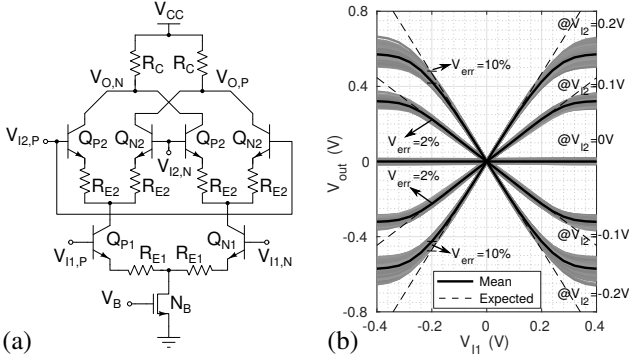 V_CC
R_C R_C
V_O,N V_O,P
V_I2,P Q_P2 Q_N2 Q_P2 Q_N2
V_I2,N
R_E2 R_E2 R_E2 R_E2
Q_P1 Q_N1
V_I1,P R_E1 R_E1 V_I1,N
V_B N_B
(a)
V_out (V)
0.8
0.4
0
-0.4
-0.8
@V_I2=0.2V
V_err=10%
@V_I2=0.1V
V_err=2%
@V_I2=0V
V_err=2%
@V_I2=-0.1V
V_err=10%
Mean
Expected
@V_I2=-0.2V
-0.4 -0.2 0 0.2 0.4
V_I1 (V)
(b)